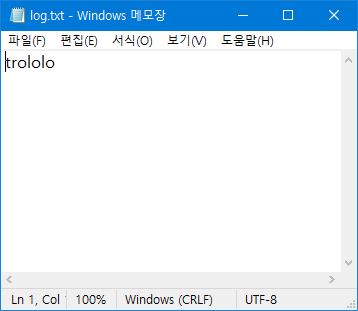 log.txt - Windows 메모장
파일(F) 편집(E) 서식(O) 보기(V) 도움말(H)
trololo
Ln 1, Col 100% Windows (CRLF) UTF-8